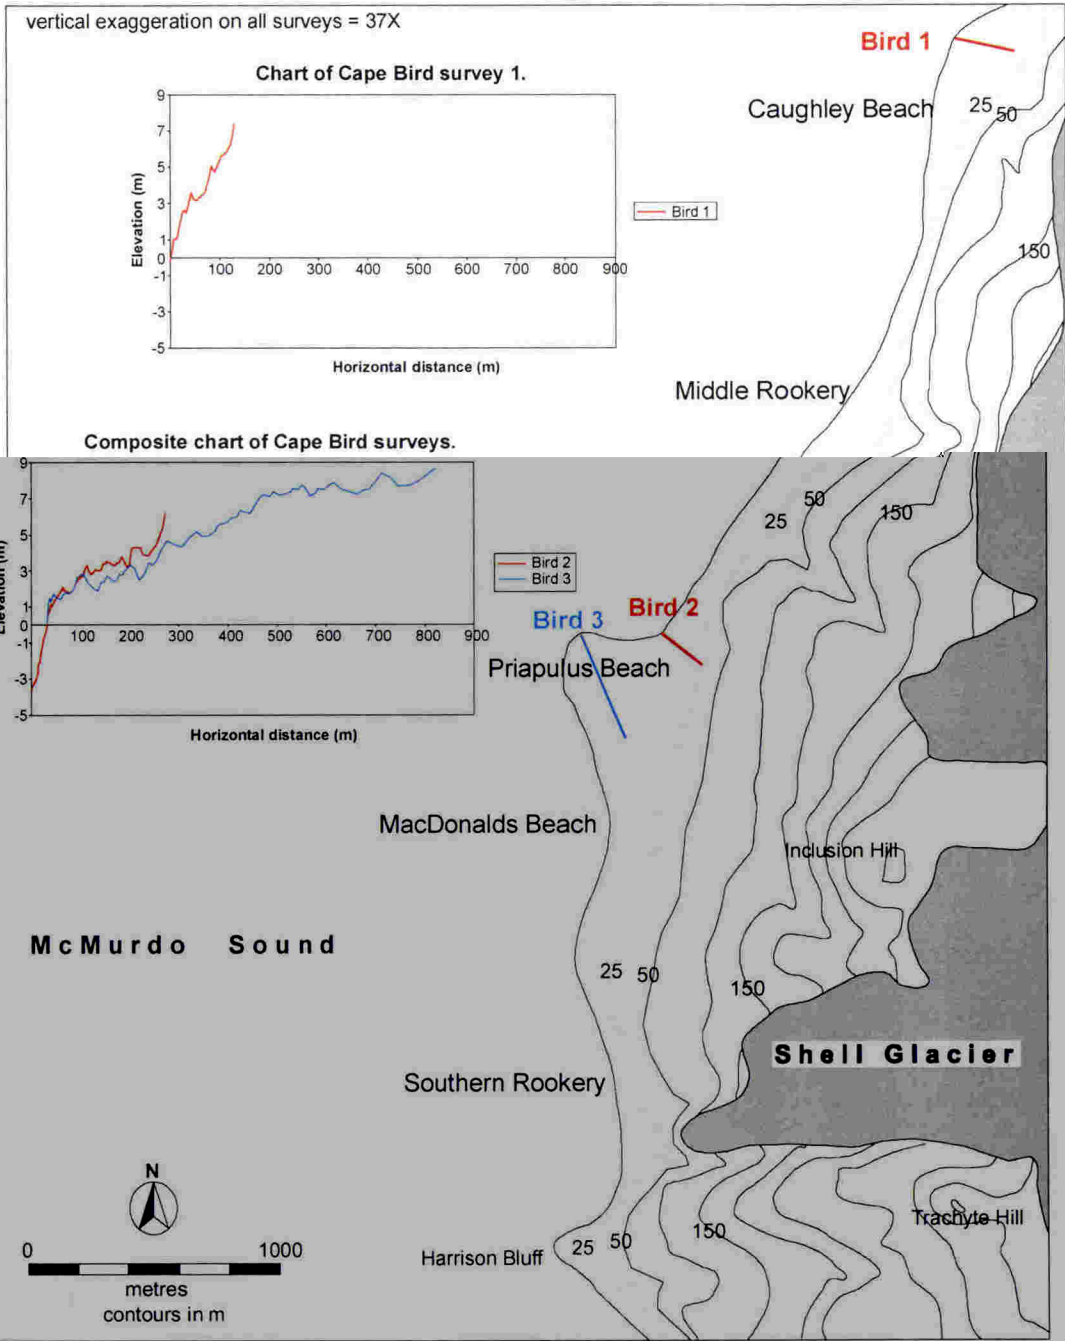 vertical exaggeration on all surveys = 37X
Bird 1
Chart of Cape Bird survey 1.
9
7
5
3
1
0
-1
-3
-5
Elevation (m)
100 200 300 400 500 600 700 800 900
Horizontal distance (m)
Bird 1
Caughley Beach
25
50
150
Middle Rookery
Composite chart of Cape Bird surveys.
9
7
5
3
1
0
-1
-3
-5
Elevation (m)
100 200 300 400 500 600 700 800 900
Horizontal distance (m)
Bird 2
Bird 3
25
50
150
Bird 3
Bird 2
Priapulus Beach
MacDonalds Beach
Inclusion Hill
McMurdo Sound
25 50
150
Shell Glacier
Southern Rookery
N
0 1000
metres
contours in m
Harrison Bluff
25 50
150
Trachyte Hill